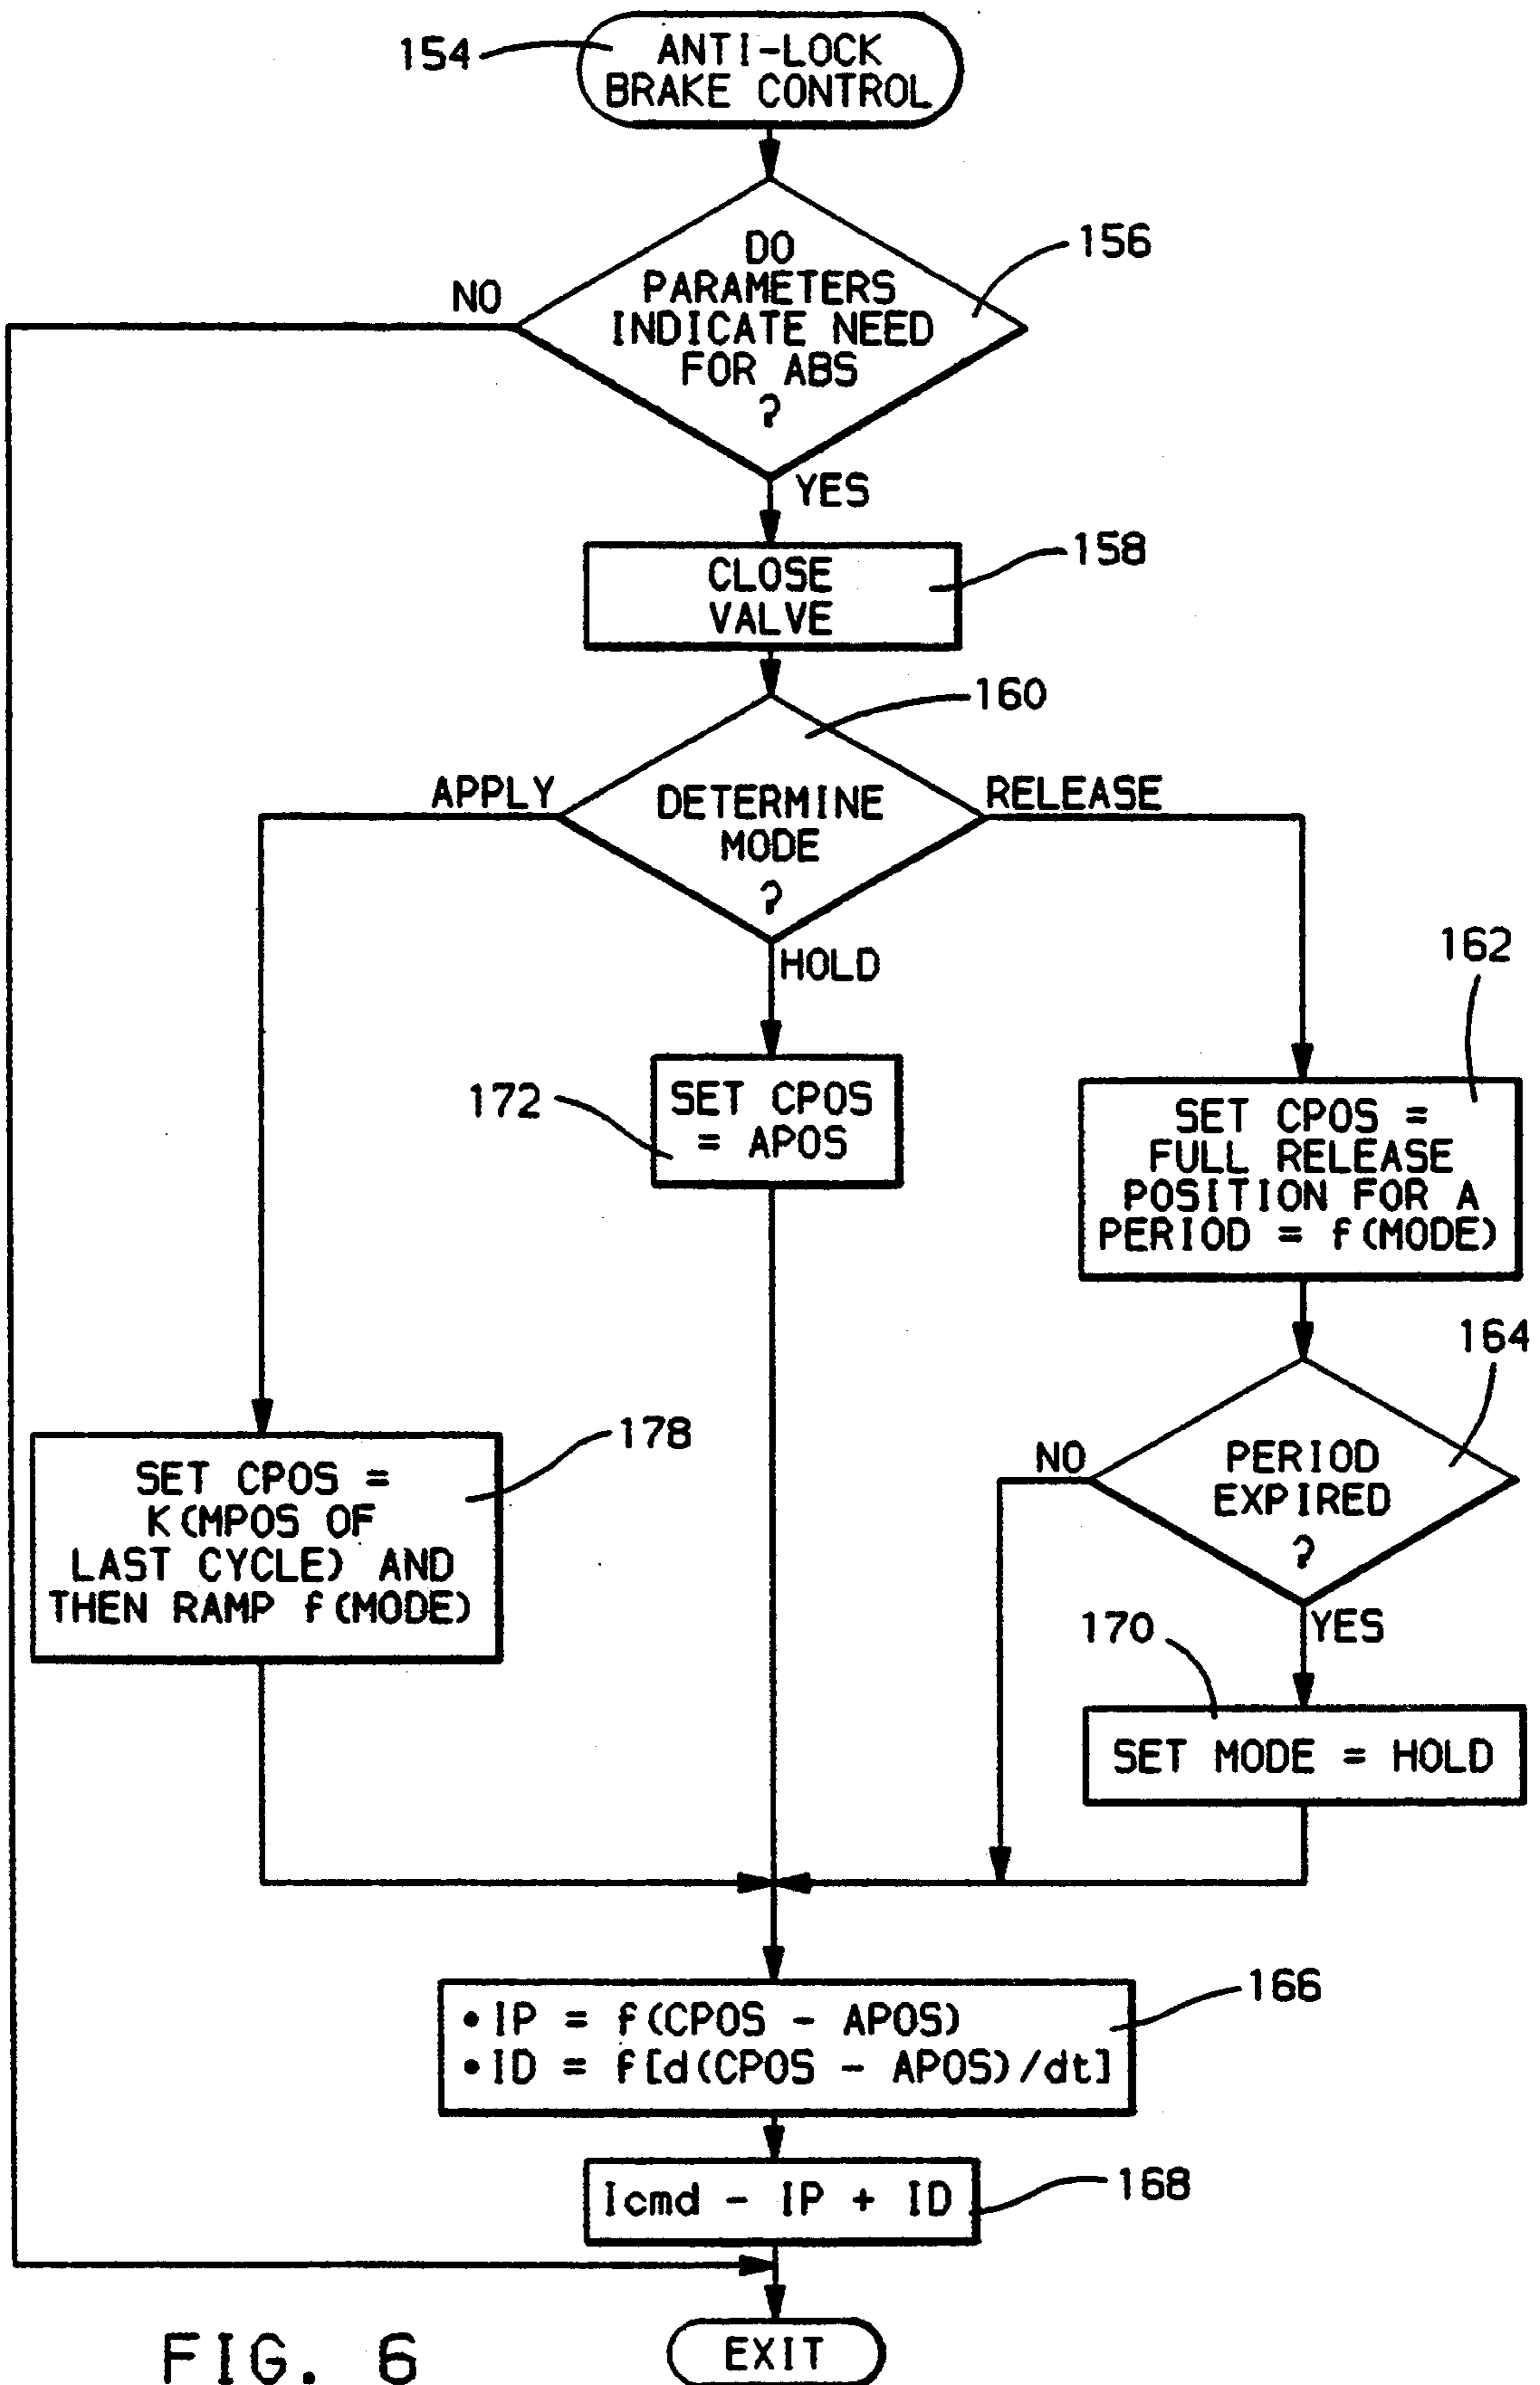 154
ANTI-LOCK
BRAKE CONTROL
156
DO
PARAMETERS
INDICATE NEED
FOR ABS
?
NO
YES
158
CLOSE
VALVE
160
APPLY
DETERMINE
MODE
?
RELEASE
HOLD
162
172
SET CPOS
= APOS
SET CPOS =
FULL RELEASE
POSITION FOR A
PERIOD = f(MODE)
164
178
SET CPOS =
K(MPOS OF
LAST CYCLE) AND
THEN RAMP f(MODE)
NO
PERIOD
EXPIRED
?
YES
170
SET MODE = HOLD
166
• IP = f(CPOS - APOS)
• ID = f[d(CPOS - APOS)/dt]
Icmd - IP + ID
168
EXIT
FIG. 6